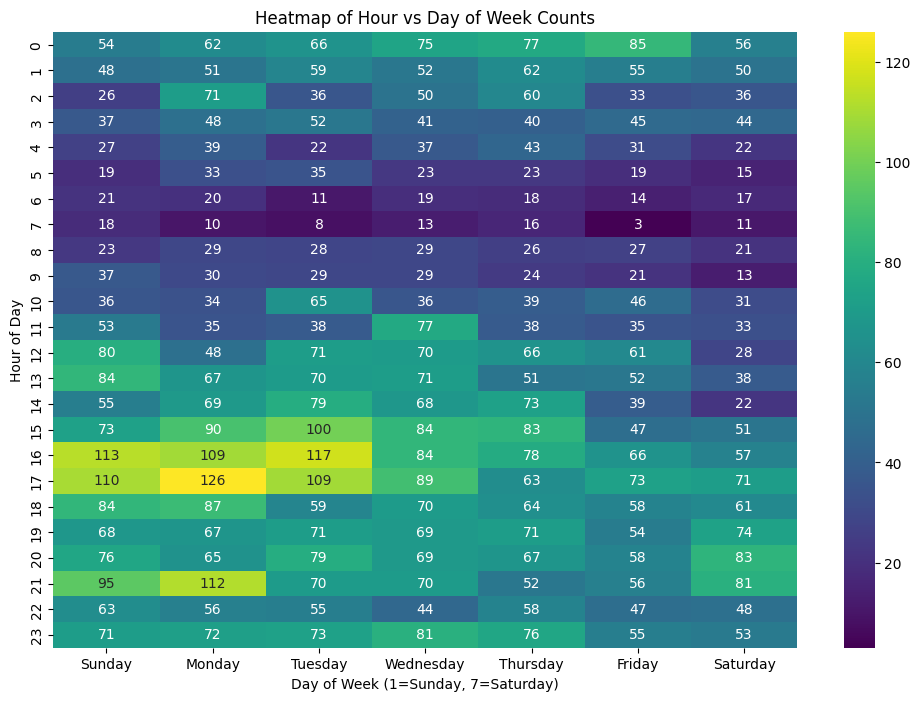 Heatmap of Hour vs Day of Week Counts
Hour of Day
0 54 62 66 75 77 85 56
1 48 51 59 52 62 55 50
2 26 71 36 50 60 33 36
3 37 48 52 41 40 45 44
4 27 39 22 37 43 31 22
5 19 33 35 23 23 19 15
6 21 20 11 19 18 14 17
7 18 10 8 13 16 3 11
8 23 29 28 29 26 27 21
9 37 30 29 29 24 21 13
10 36 34 65 36 39 46 31
11 53 35 38 77 38 35 33
12 80 48 71 70 66 61 28
13 84 67 70 71 51 52 38
14 55 69 79 68 73 39 22
15 73 90 100 84 83 47 51
16 113 109 117 84 78 66 57
17 110 126 109 89 63 73 71
18 84 87 59 70 64 58 61
19 68 67 71 69 71 54 74
20 76 65 79 69 67 58 83
21 95 112 70 70 52 56 81
22 63 56 55 44 58 47 48
23 71 72 73 81 76 55 53
Sunday Monday Tuesday Wednesday Thursday Friday Saturday
Day of Week (1=Sunday, 7=Saturday)
120
100
80
60
40
20